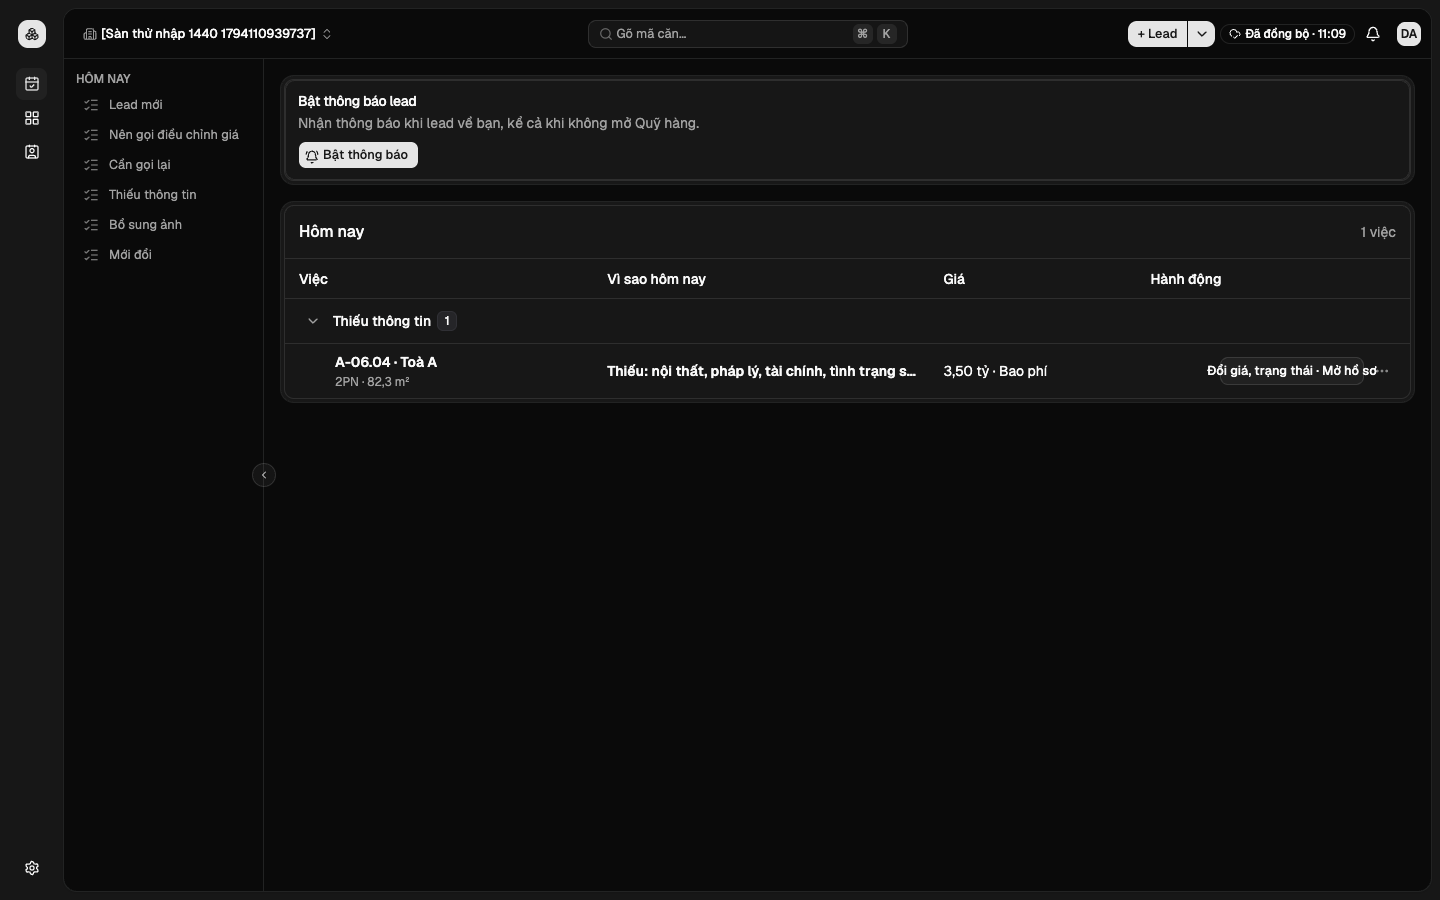 [Sàn thử nhập 1440 1794110939737]
Gõ mã căn...
⌘ K
+ Lead
Đã đồng bộ · 11:09
DA
HÔM NAY
Lead mới
Nên gọi điều chỉnh giá
Cần gọi lại
Thiếu thông tin
Bổ sung ảnh
Mới đổi
Bật thông báo lead
Nhận thông báo khi lead về bạn, kể cả khi không mở Quỹ hàng.
Bật thông báo
Hôm nay
1 việc
Việc
Vì sao hôm nay
Giá
Hành động
Thiếu thông tin 1
A-06.04 · Toà A
2PN · 82,3 m²
Thiếu: nội thất, pháp lý, tài chính, tình trạng s...
3,50 tỷ · Bao phí
Đổi giá, trạng thái · Mở hồ sơ